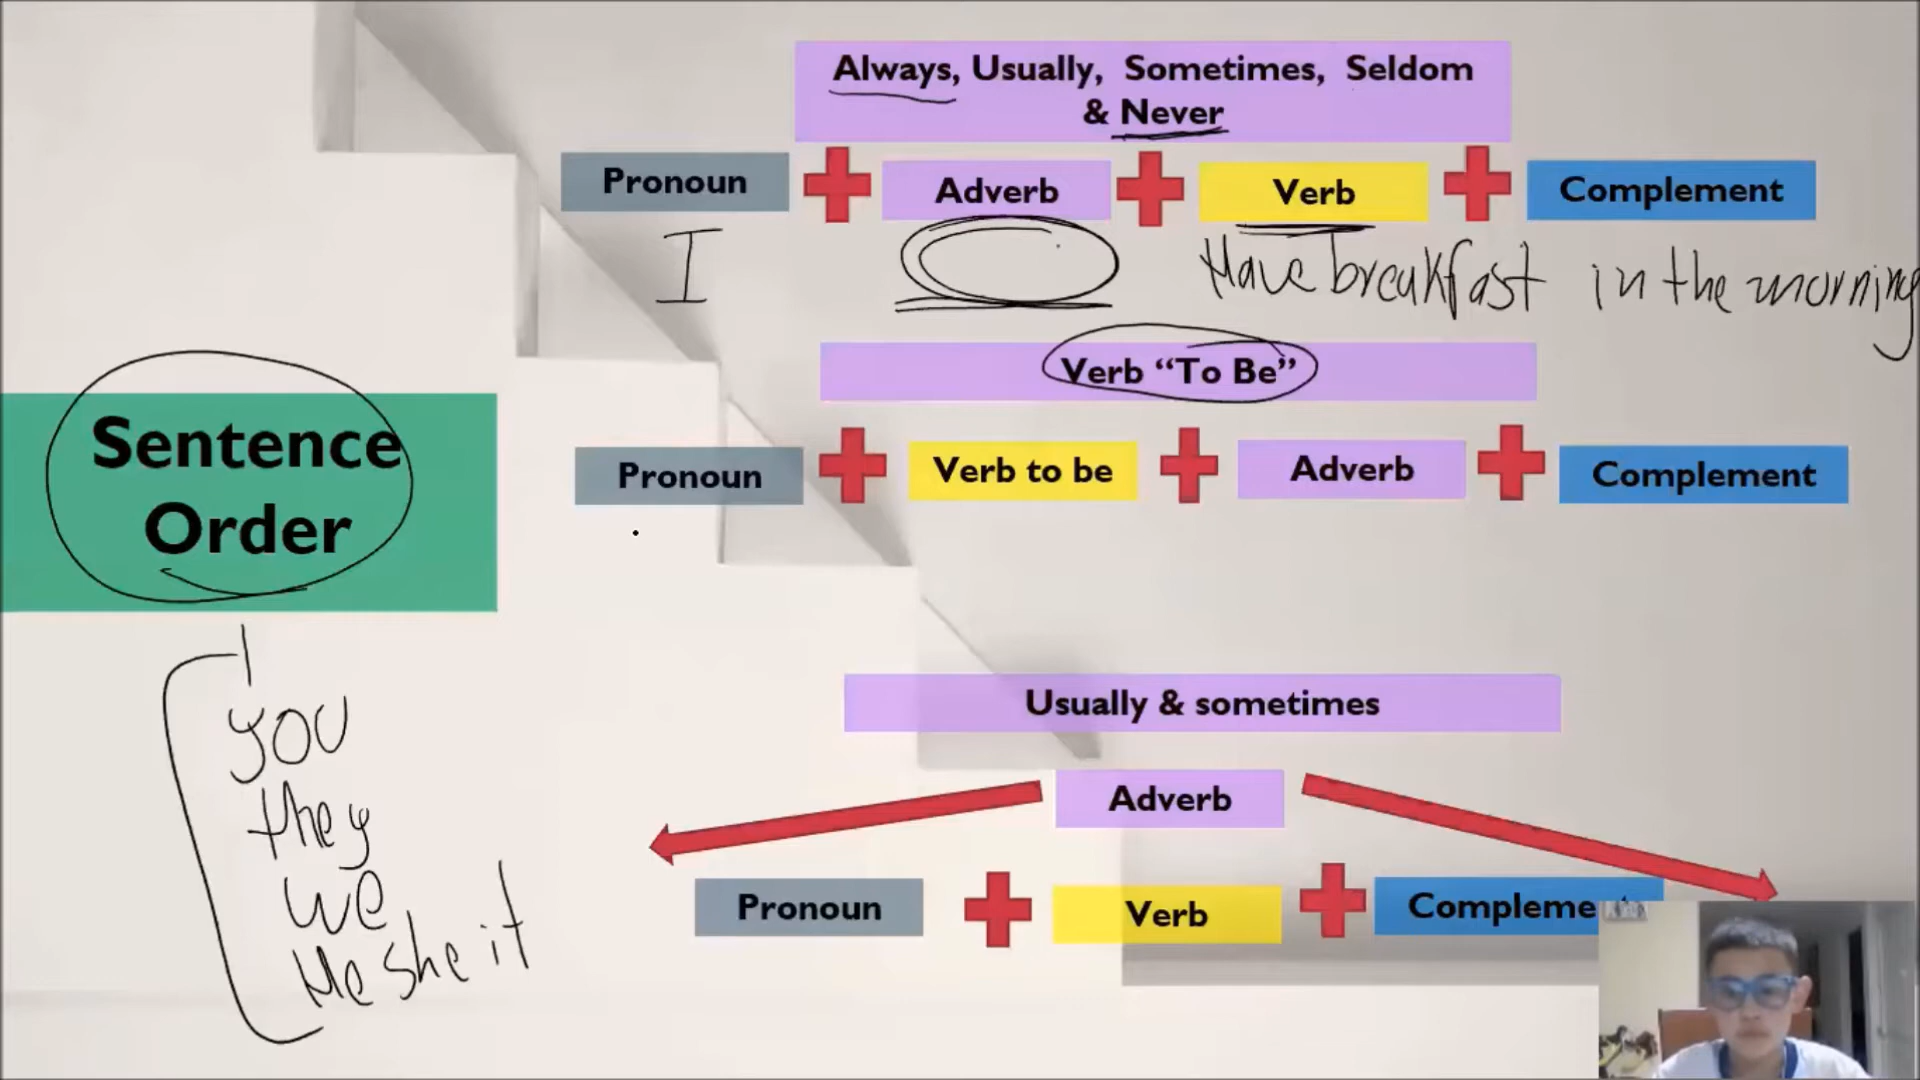 Always, Usually, Sometimes, Seldom
& Never
Pronoun Adverb Verb Complement
I Have breakfast in the morning
Verb “To Be”
Pronoun Verb to be Adverb Complement
Sentence
Order
I
you
they
we
He she it
Usually & sometimes
Adverb
Pronoun Verb Compleme